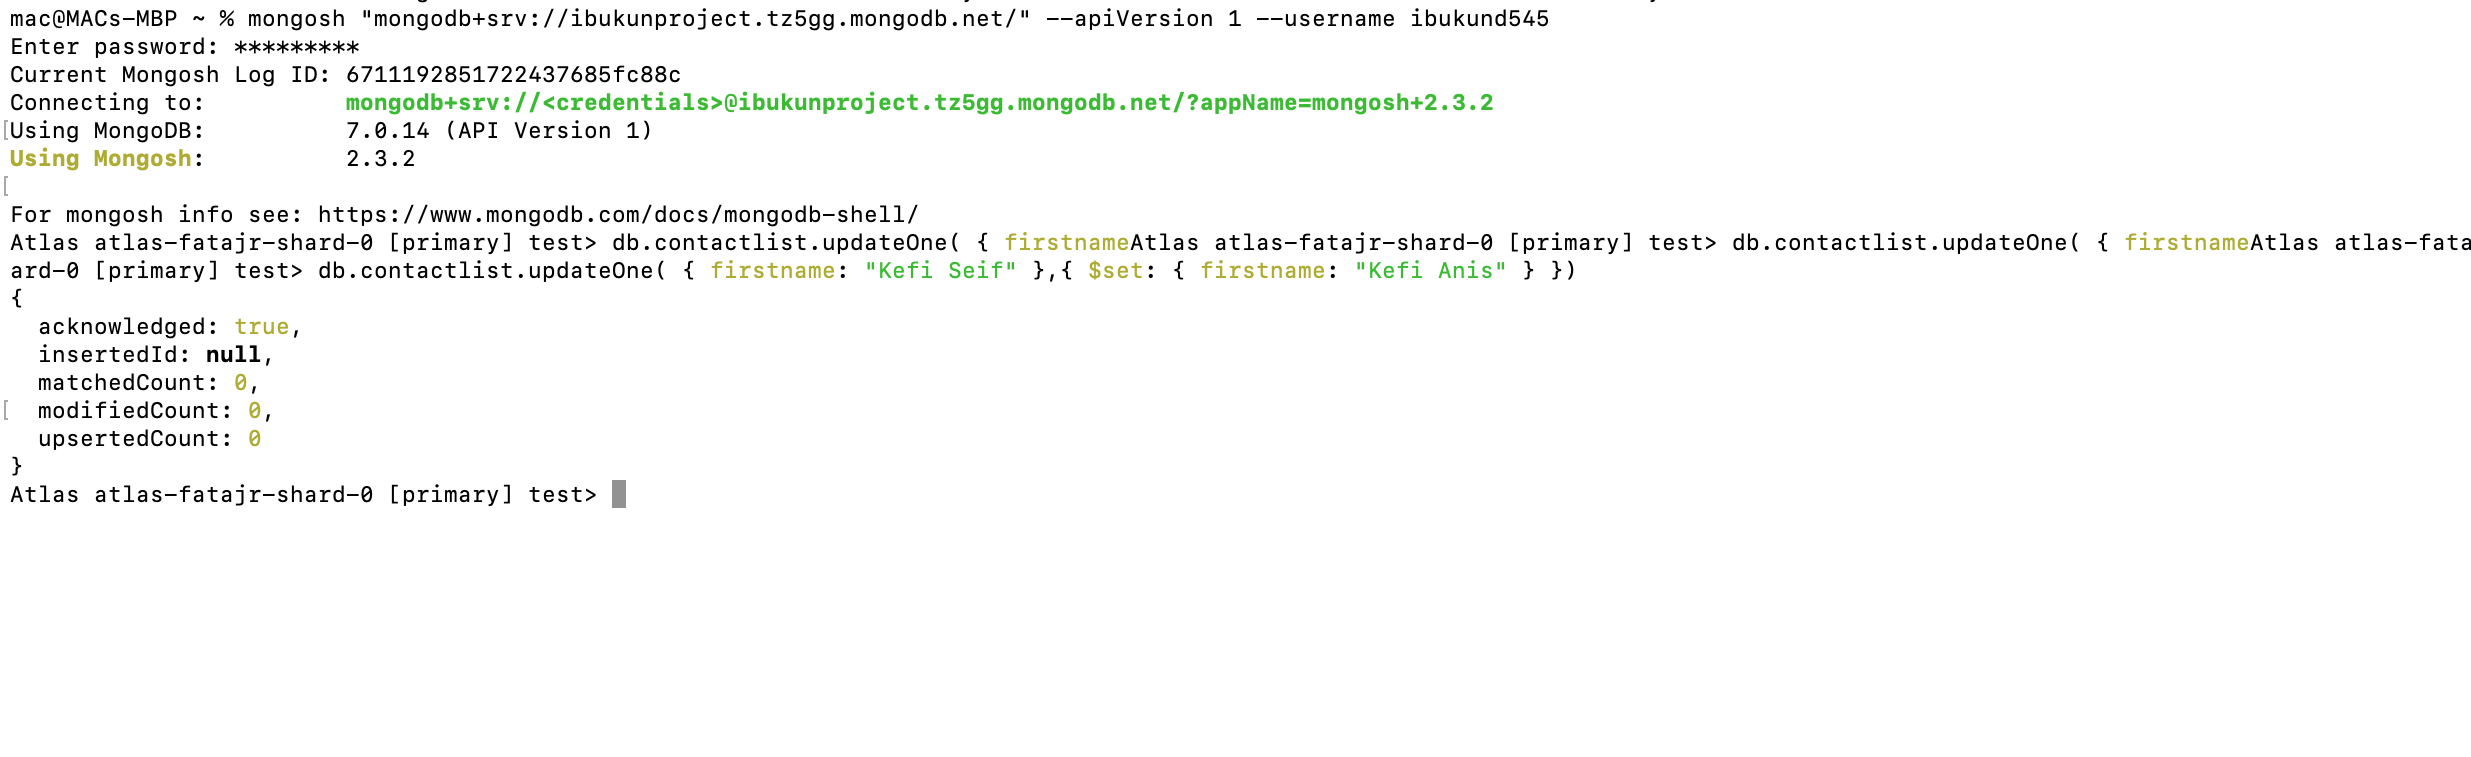 mac@MACs-MBP ~ % mongosh "mongodb+srv://ibukunproject.tz5gg.mongodb.net/" --apiVersion 1 --username ibukund545
Enter password: *********
Current Mongosh Log ID: 6711192851722437685fc88c
Connecting to: mongodb+srv://<credentials>@ibukunproject.tz5gg.mongodb.net/?appName=mongosh+2.3.2
[Using MongoDB: 7.0.14 (API Version 1)
Using Mongosh: 2.3.2
[
For mongosh info see: https://www.mongodb.com/docs/mongodb-shell/
Atlas atlas-fatajr-shard-0 [primary] test> db.contactlist.updateOne( { firstnameAtlas atlas-fatajr-shard-0 [primary] test> db.contactlist.updateOne( { firstnameAtlas atlas-fata
ard-0 [primary] test> db.contactlist.updateOne( { firstname: "Kefi Seif" },{ $set: { firstname: "Kefi Anis" } })
{
acknowledged: true,
insertedId: null,
matchedCount: 0,
[ modifiedCount: 0,
upsertedCount: 0
}
Atlas atlas-fatajr-shard-0 [primary] test>